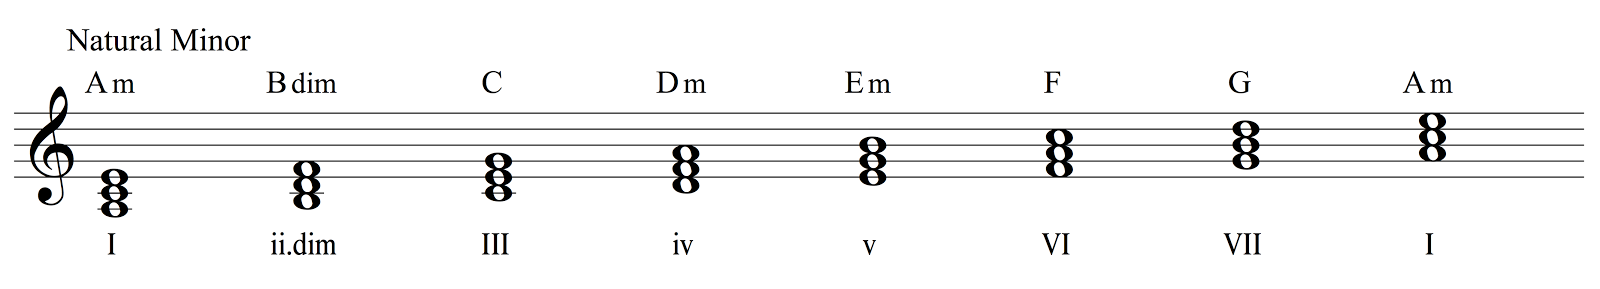 Natural Minor
Am Bdim C Dm Em F G Am
I ii.dim III iv v VI VII I